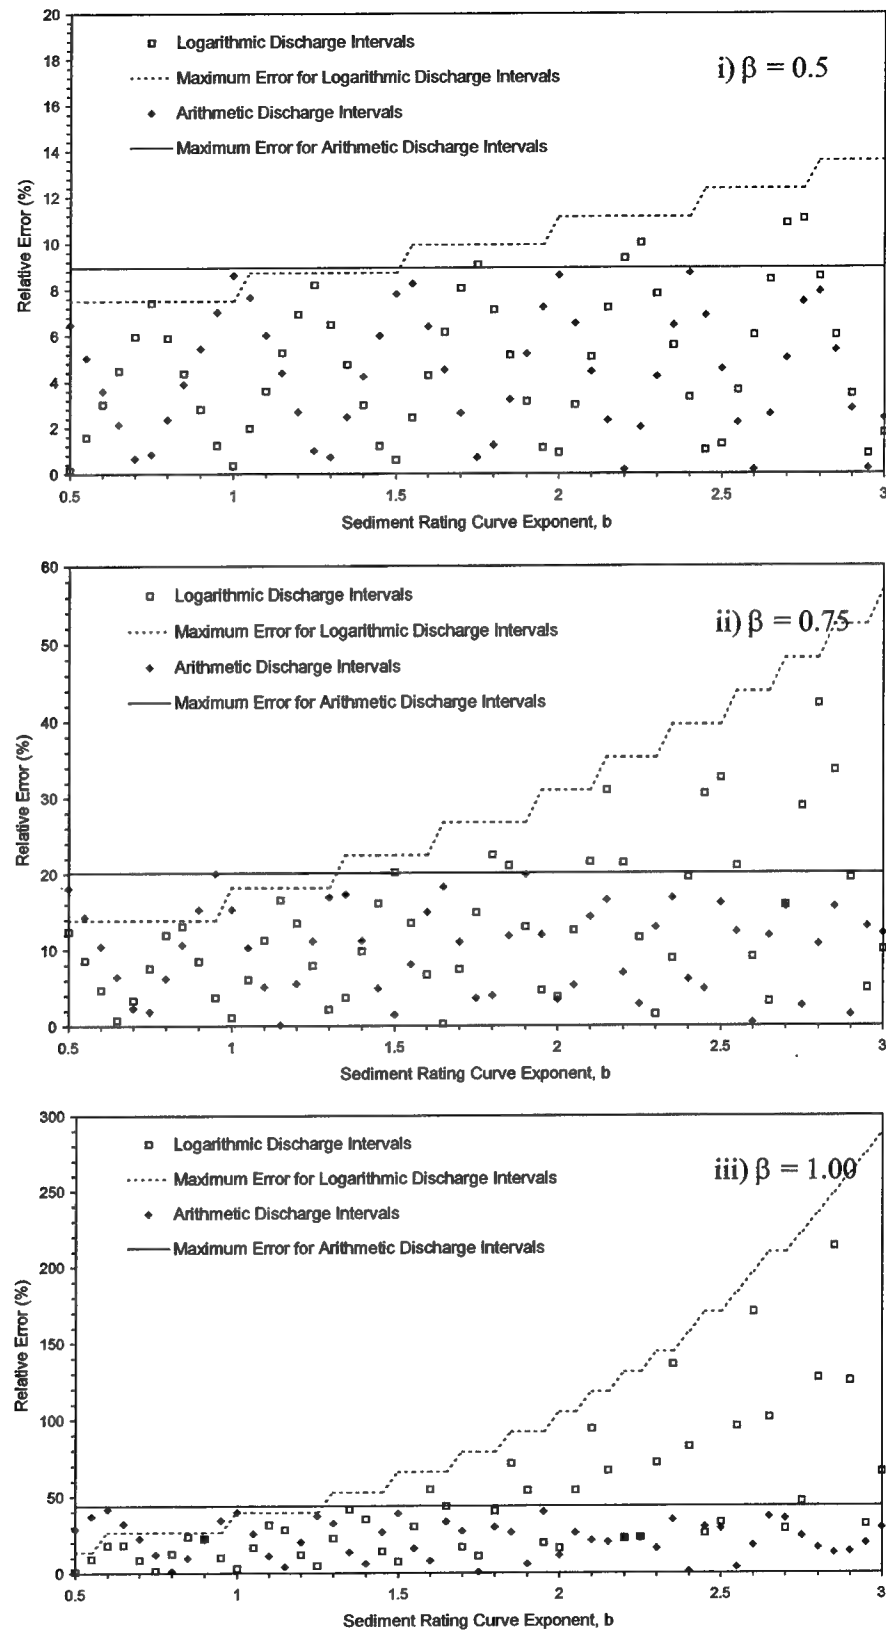 20
18
16
14
12
10
8
6
4
2
0
Relative Error (%)
Logarithmic Discharge Intervals
Maximum Error for Logarithmic Discharge Intervals
Arithmetic Discharge Intervals
Maximum Error for Arithmetic Discharge Intervals
i) β = 0.5
0.5 1 1.5 2 2.5 3
Sediment Rating Curve Exponent, b
60
50
40
30
20
10
0
Relative Error (%)
Logarithmic Discharge Intervals
Maximum Error for Logarithmic Discharge Intervals
Arithmetic Discharge Intervals
Maximum Error for Arithmetic Discharge Intervals
ii) β = 0.75
0.5 1 1.5 2 2.5 3
Sediment Rating Curve Exponent, b
300
250
200
150
100
50
0
Relative Error (%)
Logarithmic Discharge Intervals
Maximum Error for Logarithmic Discharge Intervals
Arithmetic Discharge Intervals
Maximum Error for Arithmetic Discharge Intervals
iii) β = 1.00
0.5 1 1.5 2 2.5 3
Sediment Rating Curve Exponent, b